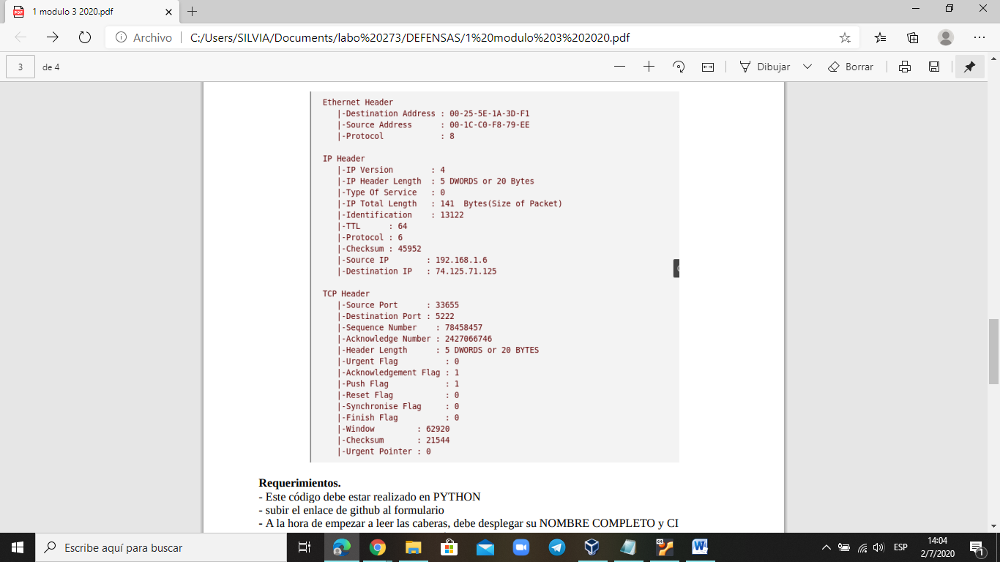 1 modulo 3 2020.pdf
Archivo
C:/Users/SILVIA/Documents/labo%20273/DEFENSAS/1%20modulo%203%202020.pdf
3 de 4
Dibujar
Borrar
Ethernet Header
|-Destination Address : 00-25-5E-1A-3D-F1
|-Source Address : 00-1C-C0-F8-79-EE
|-Protocol : 8
IP Header
|-IP Version : 4
|-IP Header Length : 5 DWORDS or 20 Bytes
|-Type Of Service : 0
|-IP Total Length : 141 Bytes(Size of Packet)
|-Identification : 13122
|-TTL : 64
|-Protocol : 6
|-Checksum : 45952
|-Source IP : 192.168.1.6
|-Destination IP : 74.125.71.125
TCP Header
|-Source Port : 33655
|-Destination Port : 5222
|-Sequence Number : 78458457
|-Acknowledge Number : 2427066746
|-Header Length : 5 DWORDS or 20 BYTES
|-Urgent Flag : 0
|-Acknowledgement Flag : 1
|-Push Flag : 1
|-Reset Flag : 0
|-Synchronise Flag : 0
|-Finish Flag : 0
|-Window : 62920
|-Checksum : 21544
|-Urgent Pointer : 0
Requerimientos.
- Este código debe estar realizado en PYTHON
- subir el enlace de github al formulario
- A la hora de empezar a leer las caberas, debe desplegar su NOMBRE COMPLETO y CI
Escribe aquí para buscar
ESP
14:04
2/7/2020